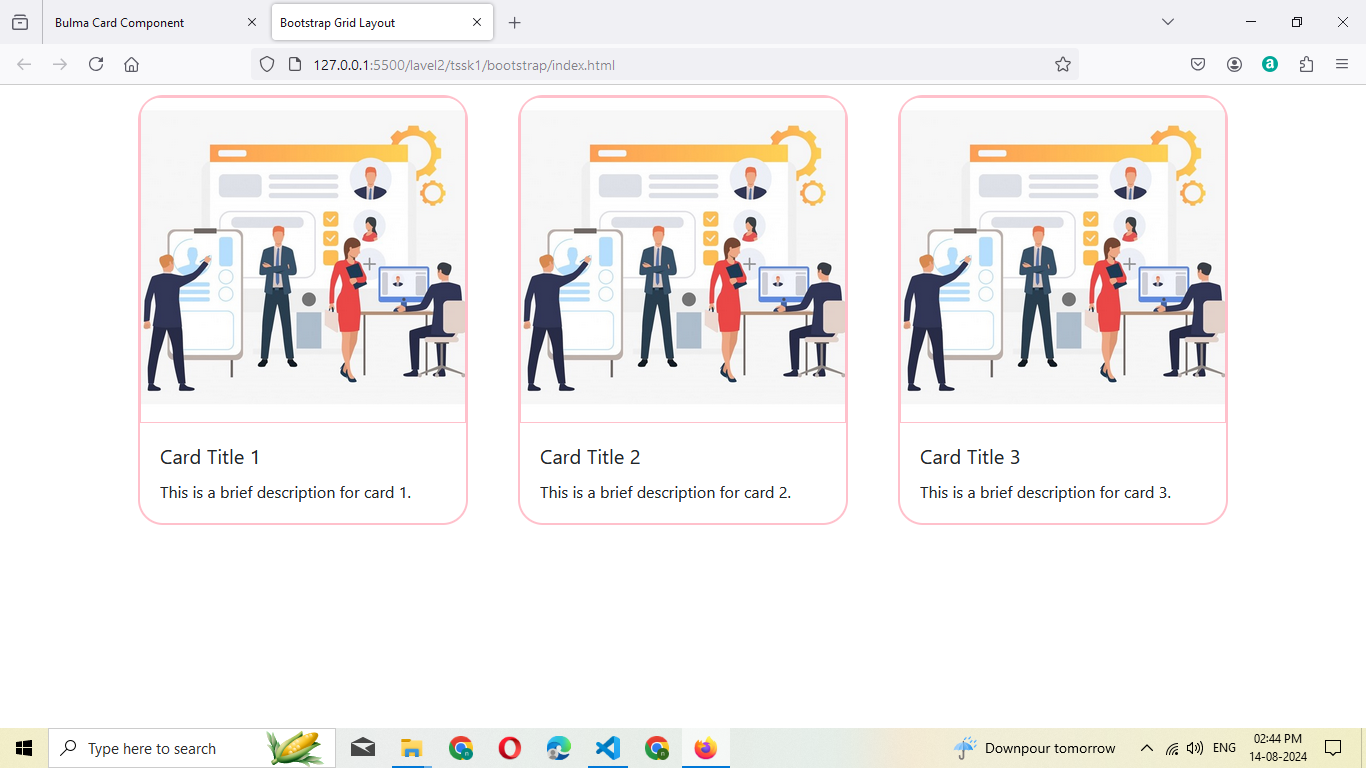 Bulma Card Component
Bootstrap Grid Layout
127.0.0.1:5500/lavel2/tssk1/bootstrap/index.html
Card Title 1
This is a brief description for card 1.
Card Title 2
This is a brief description for card 2.
Card Title 3
This is a brief description for card 3.
Type here to search
Downpour tomorrow
ENG
02:44 PM
14-08-2024